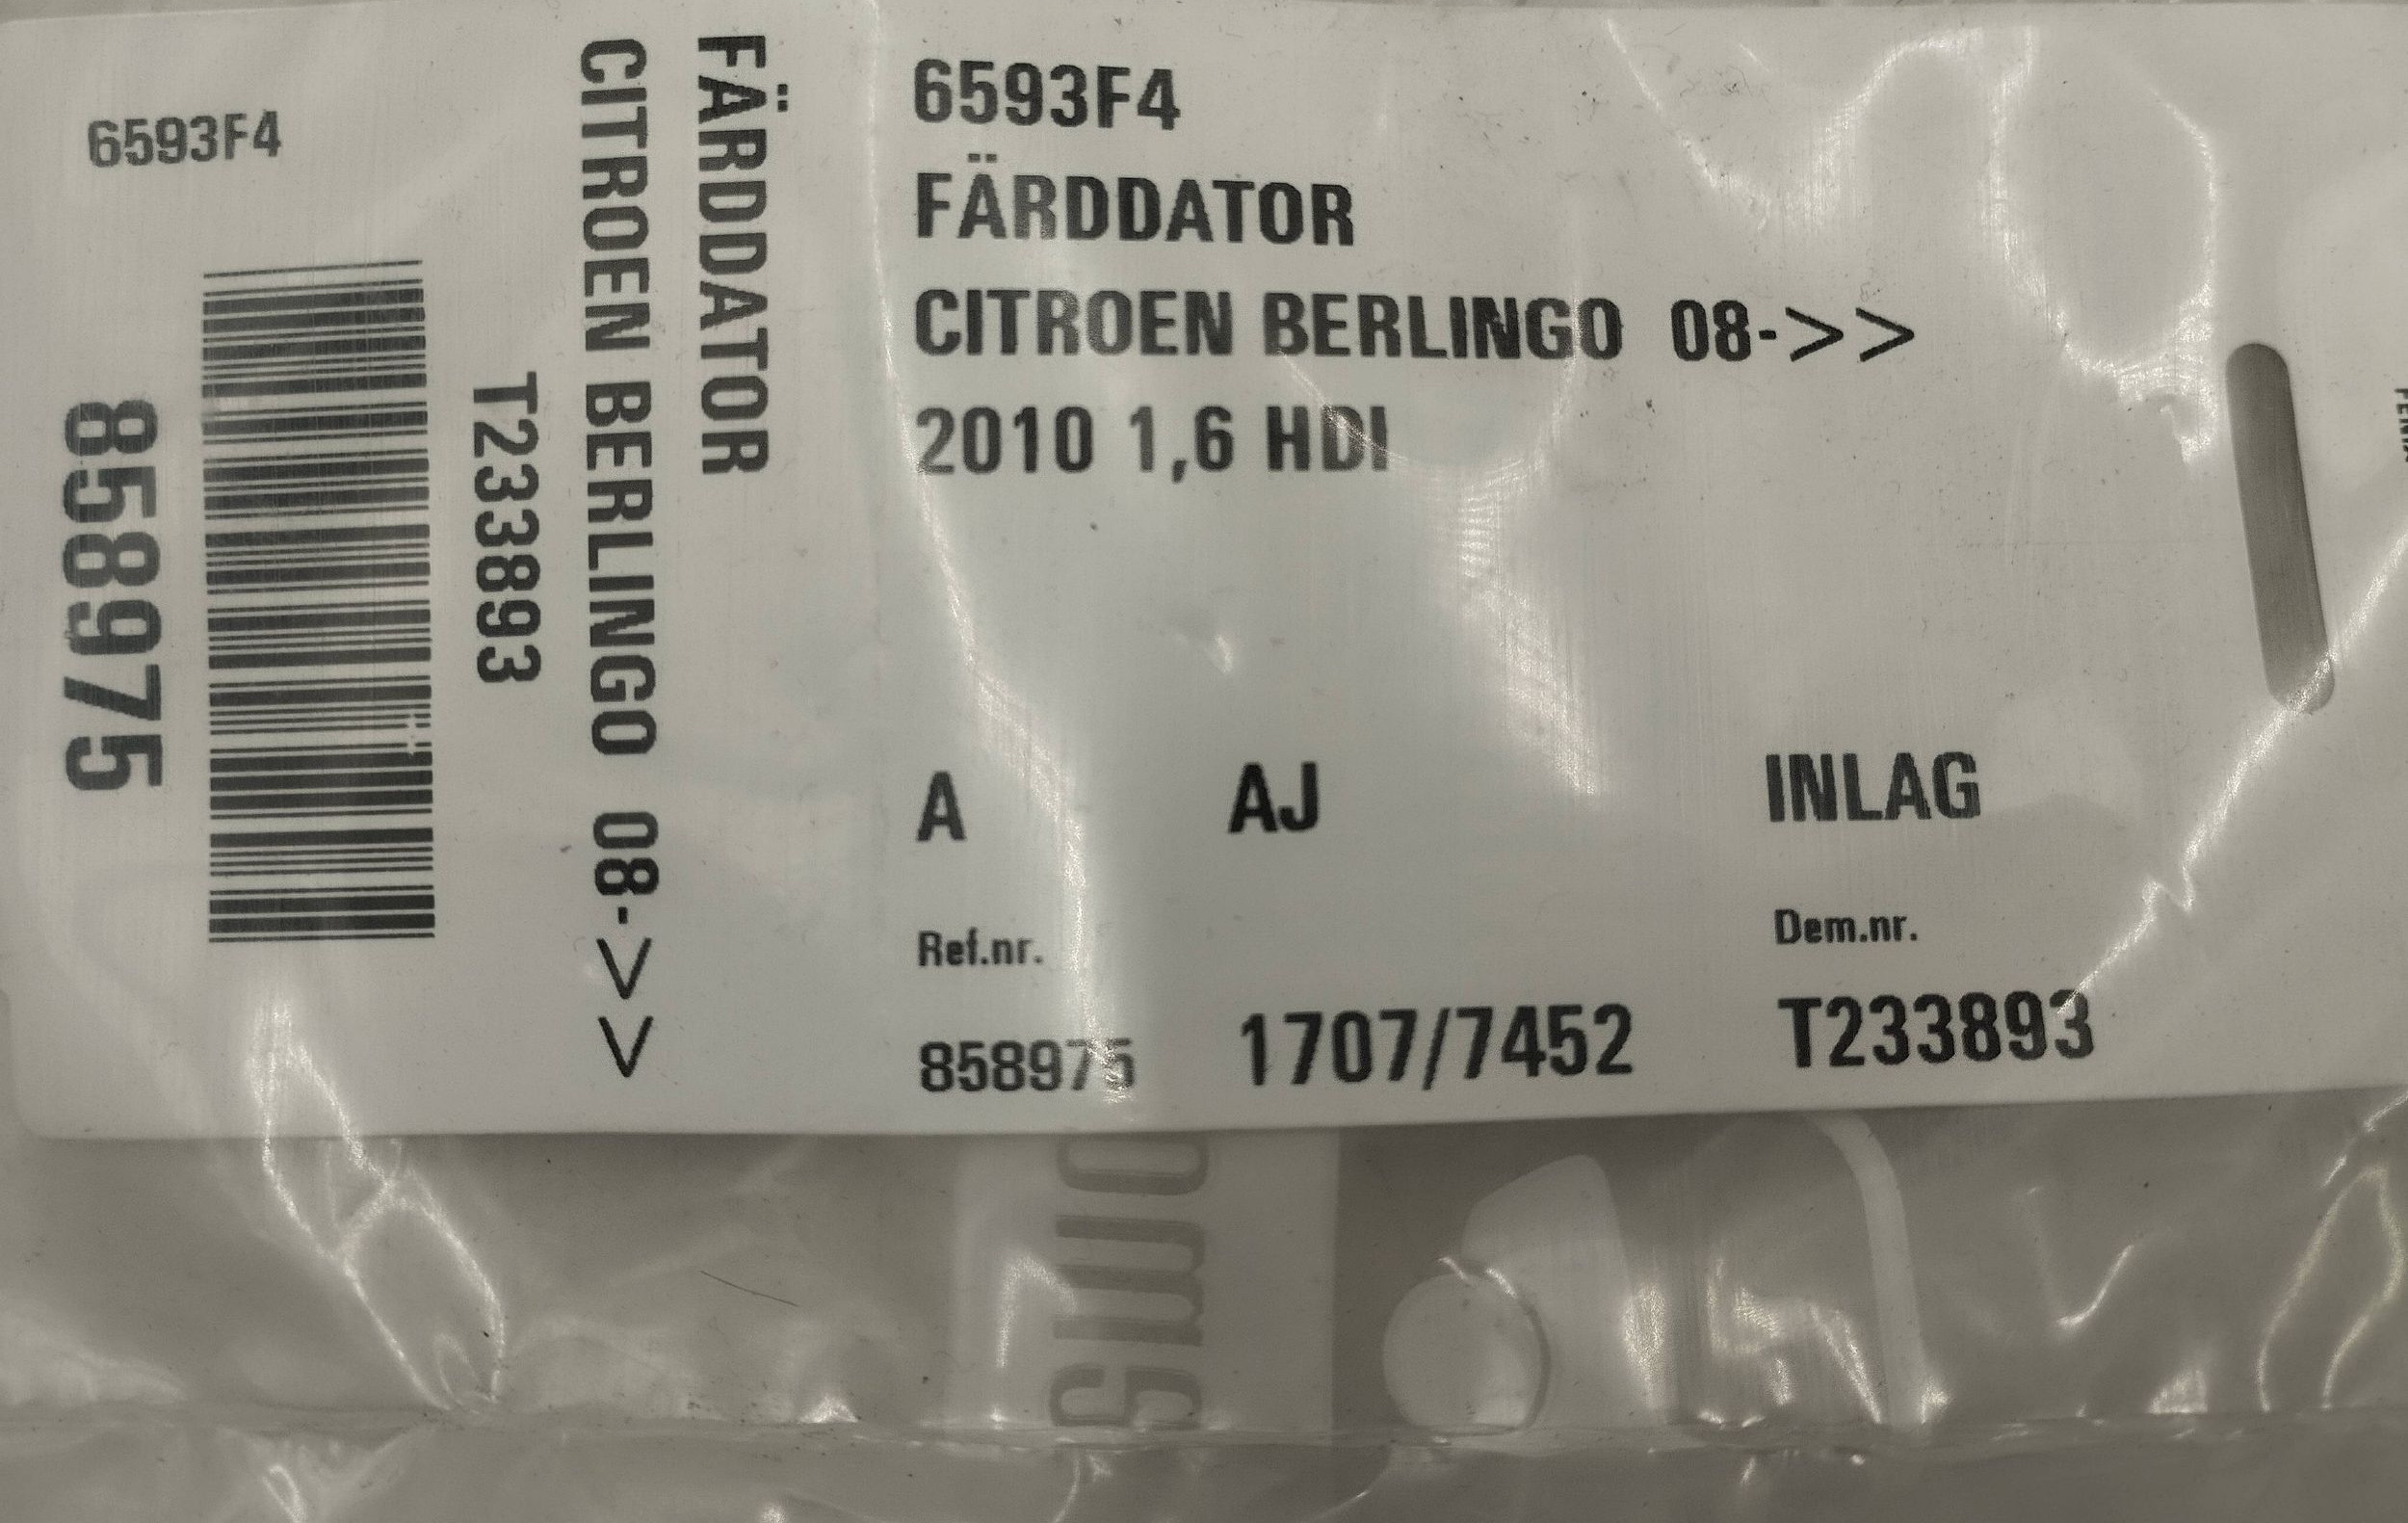 6593F4
858975
T233893
CITROEN BERLINGO 08->>
FÄRDDATOR
6593F4
FÄRDDATOR
CITROEN BERLINGO 08->>
2010 1,6 HDI
A AJ INLAG
Ref.nr. Dem.nr.
858975 1707/7452 T233893